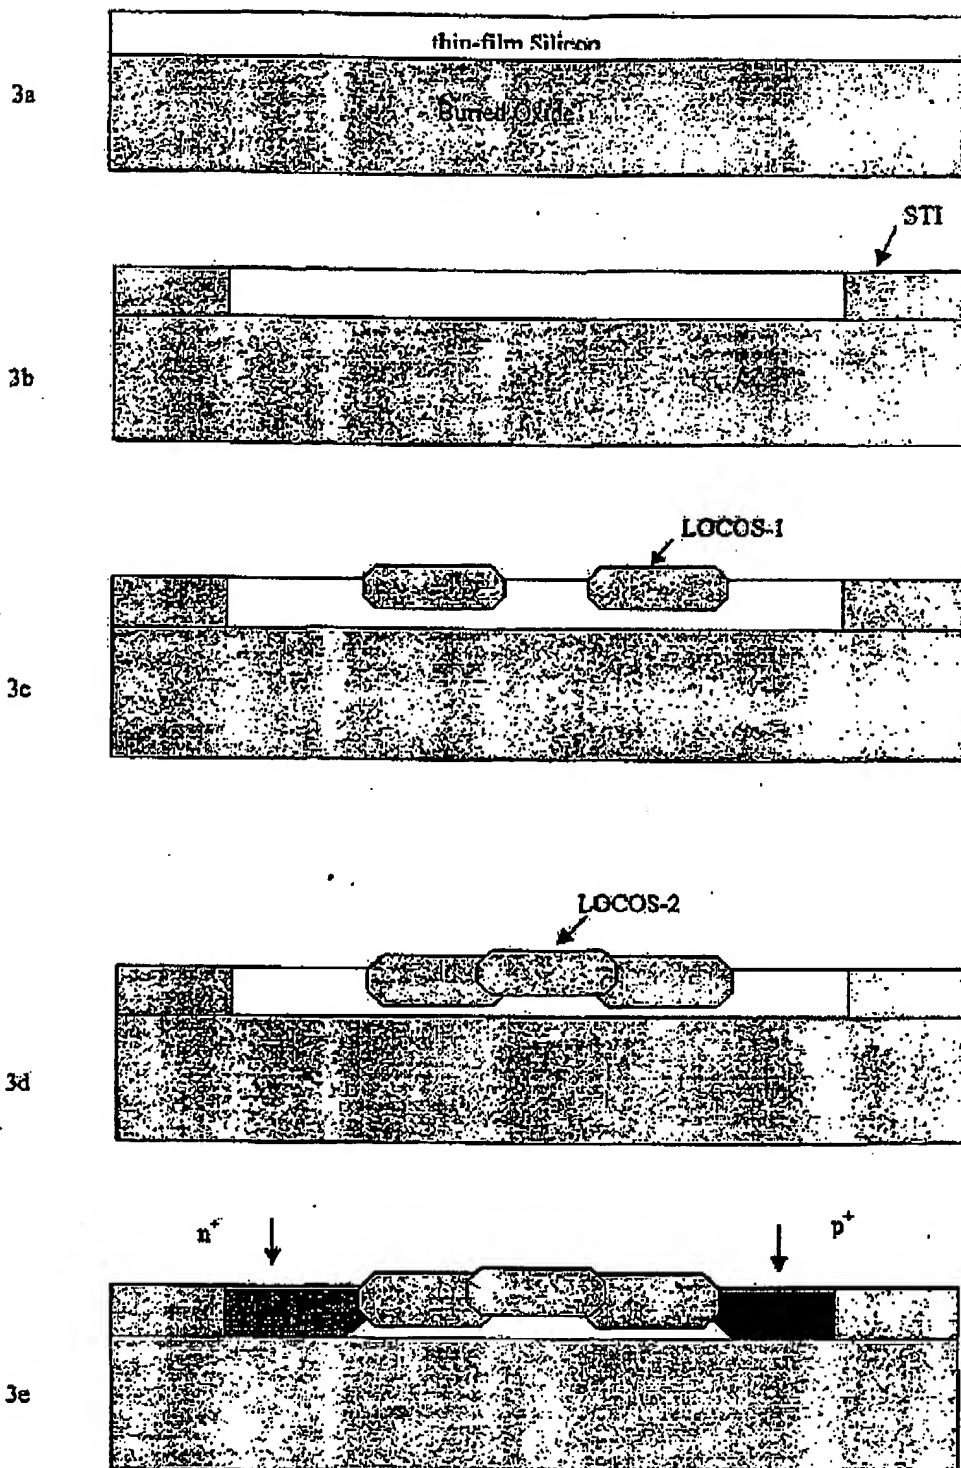 thin-film Silicon
3a
Buried Oxide
STI
3b
LOCOS-1
3c
LOCOS-2
3d
n+
p+
3e